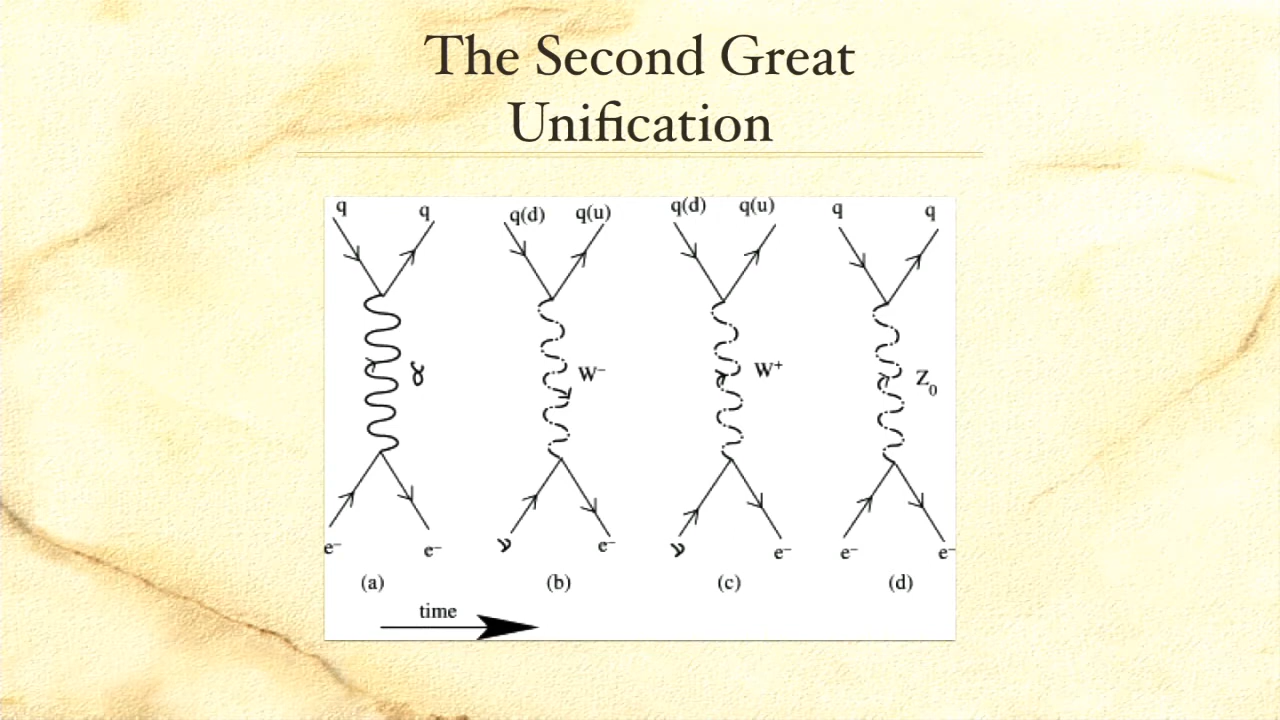 The Second Great
Unification
q q q(d) q(u) q(d) q(u) q q
γ W⁻ W⁺ Z₀
e⁻ e⁻ ν e⁻ ν e⁻ e⁻ e⁻
(a) (b) (c) (d)
time